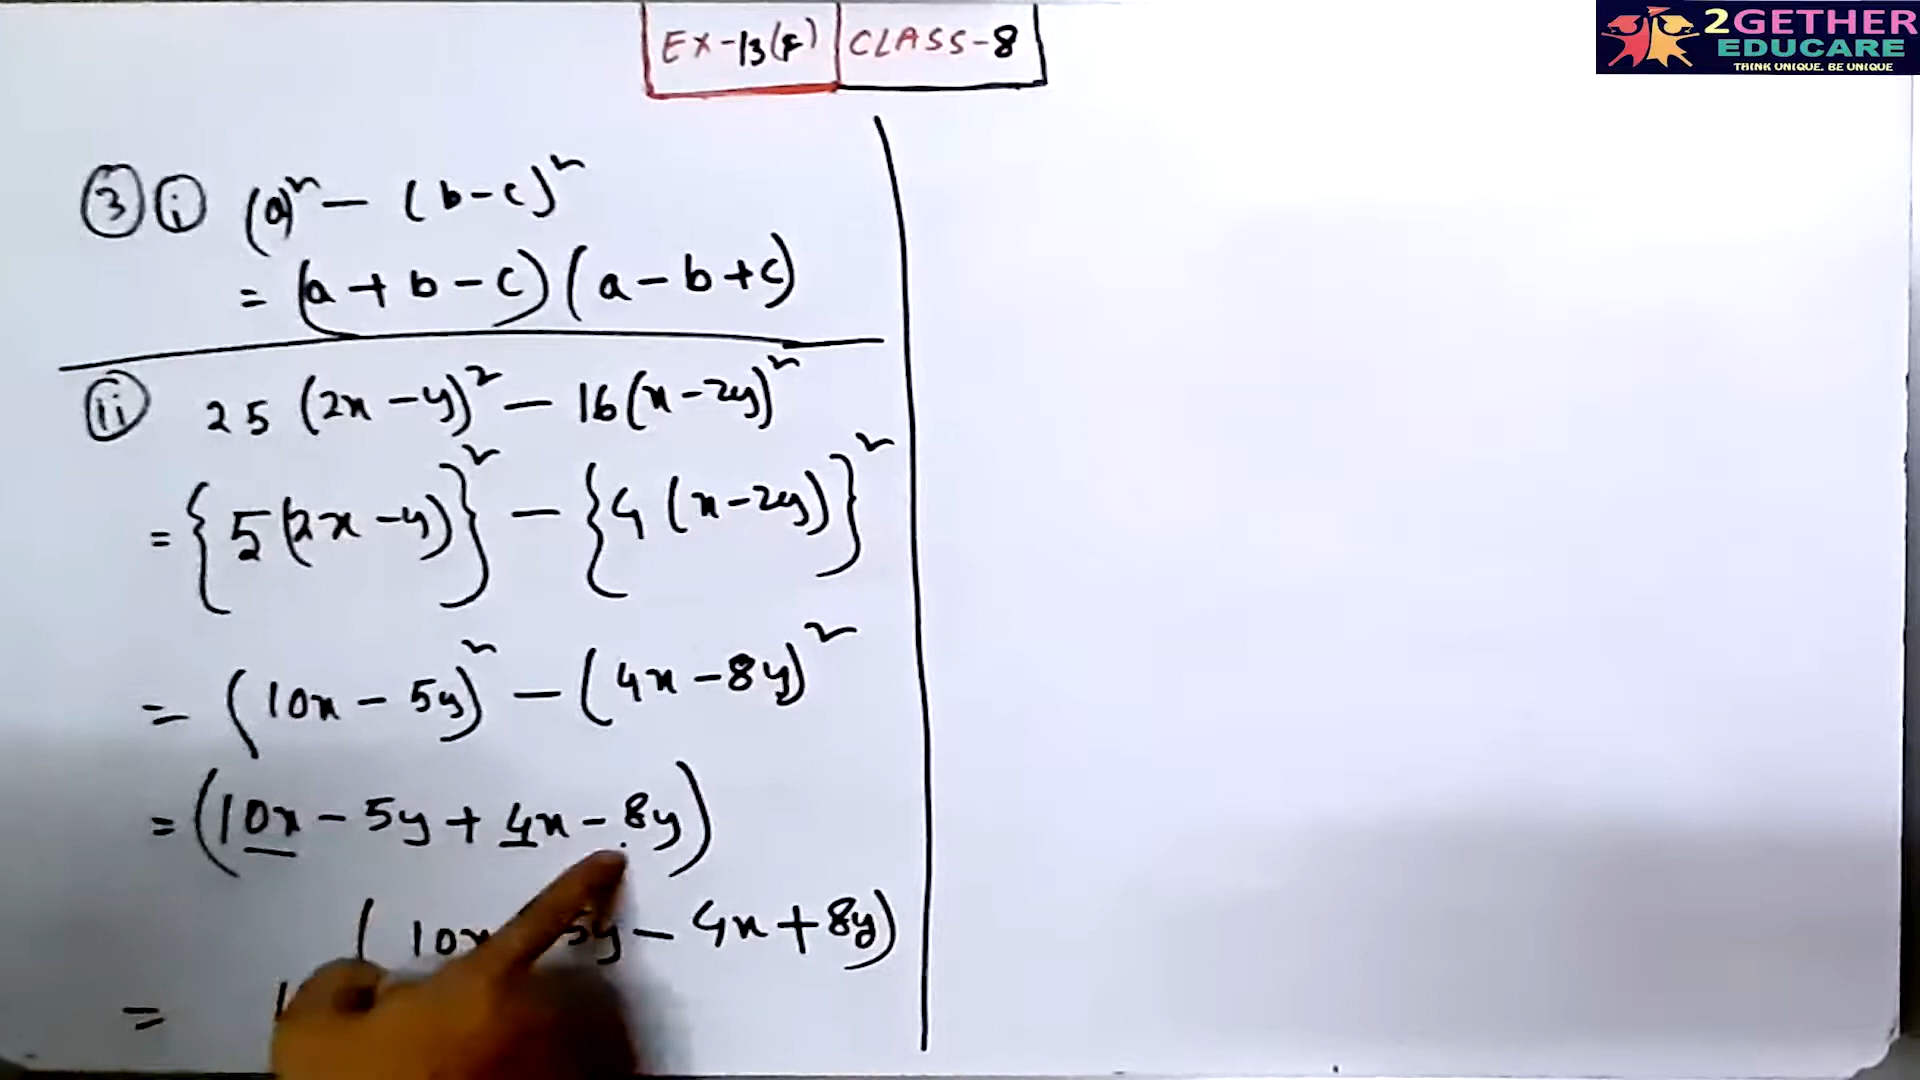 EX-13(F) CLASS-8
2GETHER
EDUCARE
THINK UNIQUE. BE UNIQUE
③ ⓘ (a)² – (b-c)²
= (a+b-c)(a-b+c)
ⓘⓘ 25(2x-y)² – 16(x-2y)²
= {5(2x-y)}² – {4(x-2y)}²
= (10x-5y)² – (4x-8y)²
= (10x-5y+4x-8y)
(10x 5y-4x+8y)
=